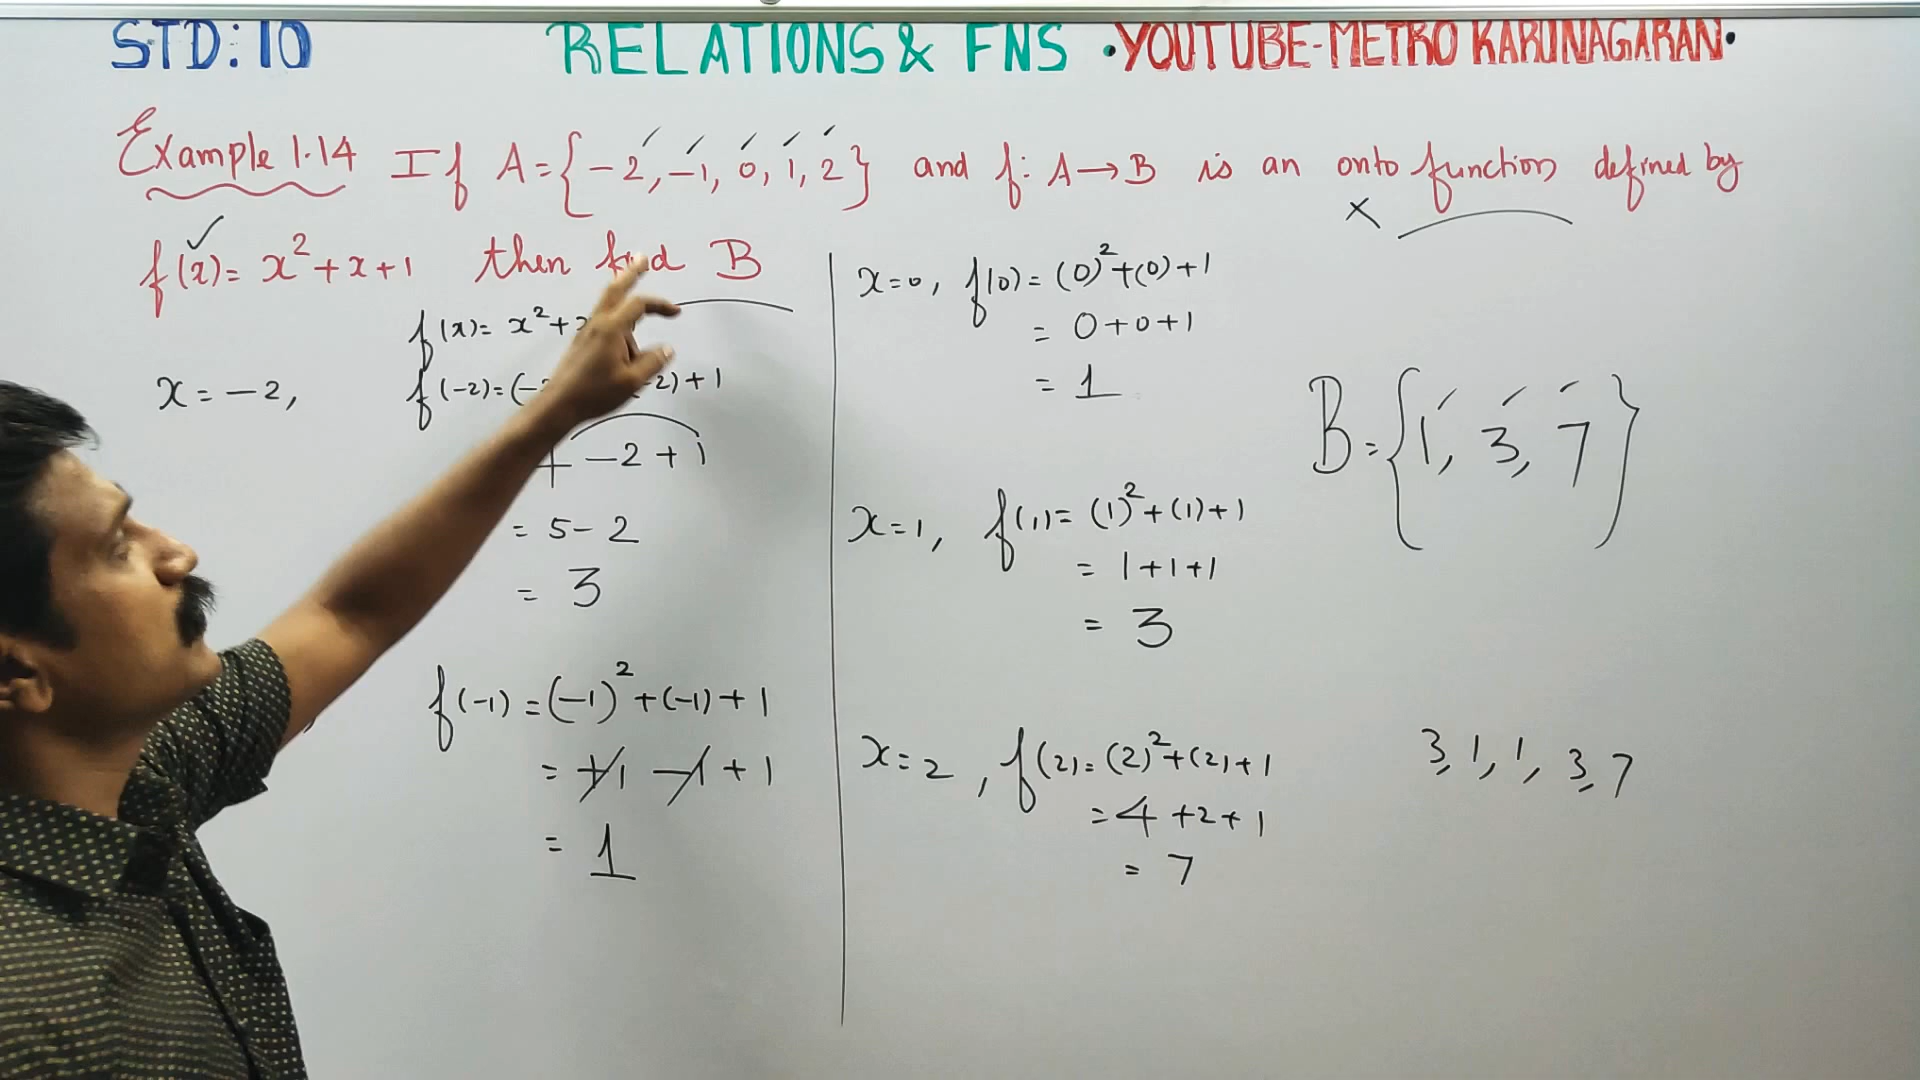 STD: 10 RELATIONS & FNS •YOUTUBE-METRO KARUNAGARAN•
Example 1.14 If A = {-2, -1, 0, 1, 2} and f: A→B is an onto function defined by
f(x) = x² + x + 1 then find B
f(x) = x² +
x = -2, f(-2) = (- 2) + 1
- 2 + 1
= 5 - 2
= 3
f(-1) = (-1)² + (-1) + 1
= +1 - 1 + 1
= 1
x = 0, f(0) = (0)² + (0) + 1
= 0 + 0 + 1
= 1
x = 1, f(1) = (1)² + (1) + 1
= 1 + 1 + 1
= 3
x = 2, f(2) = (2)² + (2) + 1
= 4 + 2 + 1
= 7
B = {1, 3, 7}
3, 1, 1, 3, 7